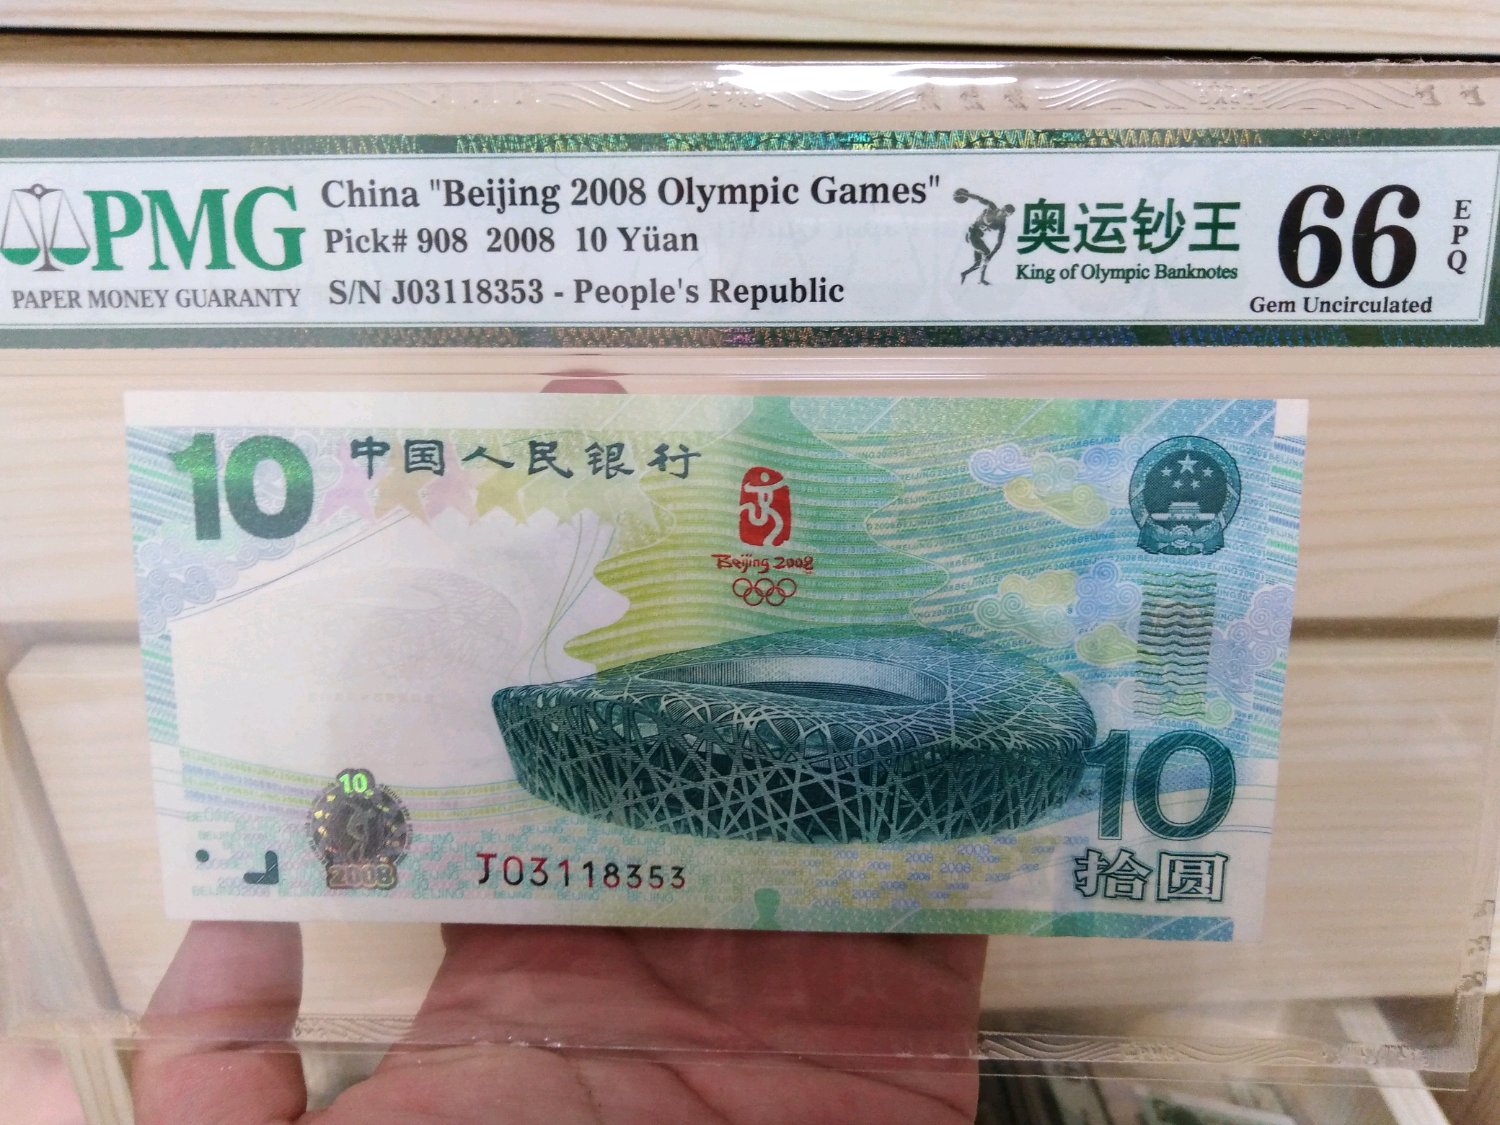 PMG
PAPER MONEY GUARANTY
China "Beijing 2008 Olympic Games"
Pick# 908 2008 10 Yüan
S/N J03118353 - People's Republic
奥运钞王
King of Olympic Banknotes
66
EPQ
Gem Uncirculated
10
中国人民银行
Beijing 2008
10
2008
J03118353
10
拾圆